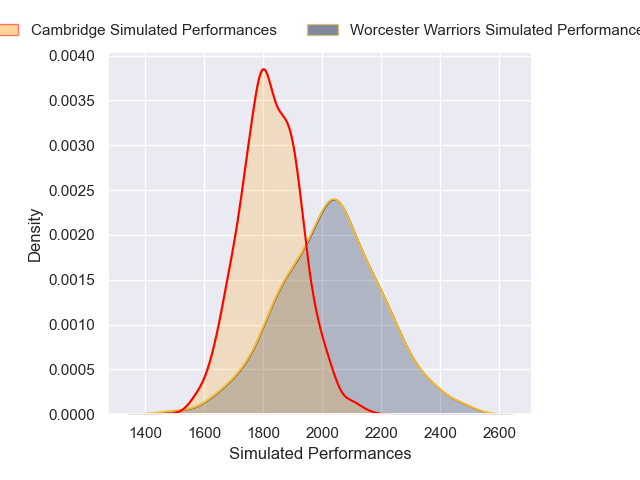 Cambridge Simulated Performances
Worcester Warriors Simulated Performance
0.0040
0.0035
0.0030
0.0025
0.0020
0.0015
0.0010
0.0005
0.0000
Density
1400 1600 1800 2000 2200 2400 2600
Simulated Performances